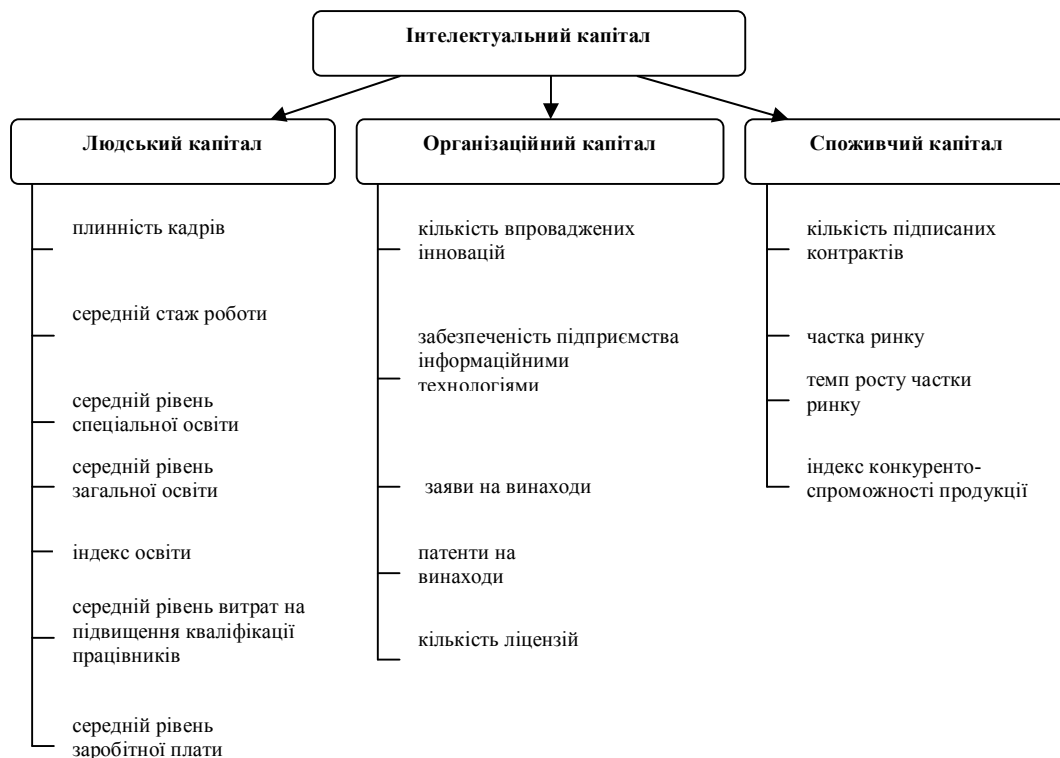 Інтелектуальний капітал
Людський капітал
плинність кадрів
середній стаж роботи
середній рівень
спеціальної освіти
середній рівень
загальної освіти
індекс освіти
середній рівень витрат на
підвищення кваліфікації
працівників
середній рівень
заробітної плати
Організаційний капітал
кількість впроваджених
інновацій
забезпеченість підприємства
інформаційними
технологіями
заяви на винаходи
патенти на
винаходи
кількість ліцензій
Споживчий капітал
кількість підписаних
контрактів
частка ринку
темп росту частки
ринку
індекс конкуренто-
спроможності продукції